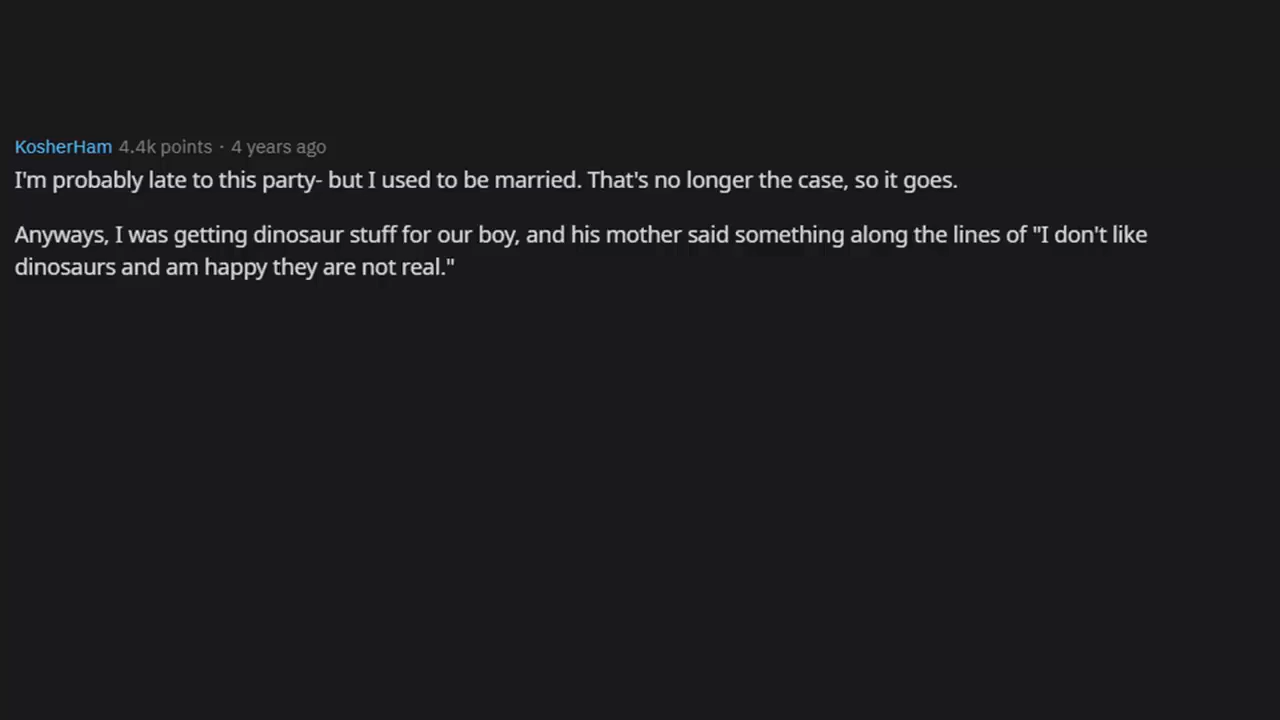 KosherHam 4.4k points · 4 years ago
I'm probably late to this party- but I used to be married. That's no longer the case, so it goes.
Anyways, I was getting dinosaur stuff for our boy, and his mother said something along the lines of "I don't like
dinosaurs and am happy they are not real."